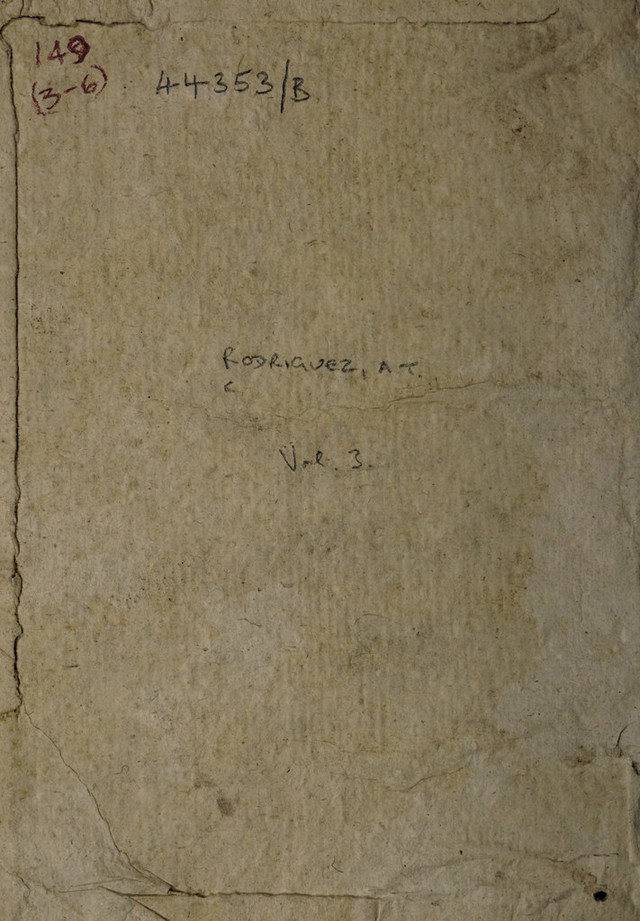 149
(3-6) 44353/B
RODRIGUEZ, A T.
Vol. 3.